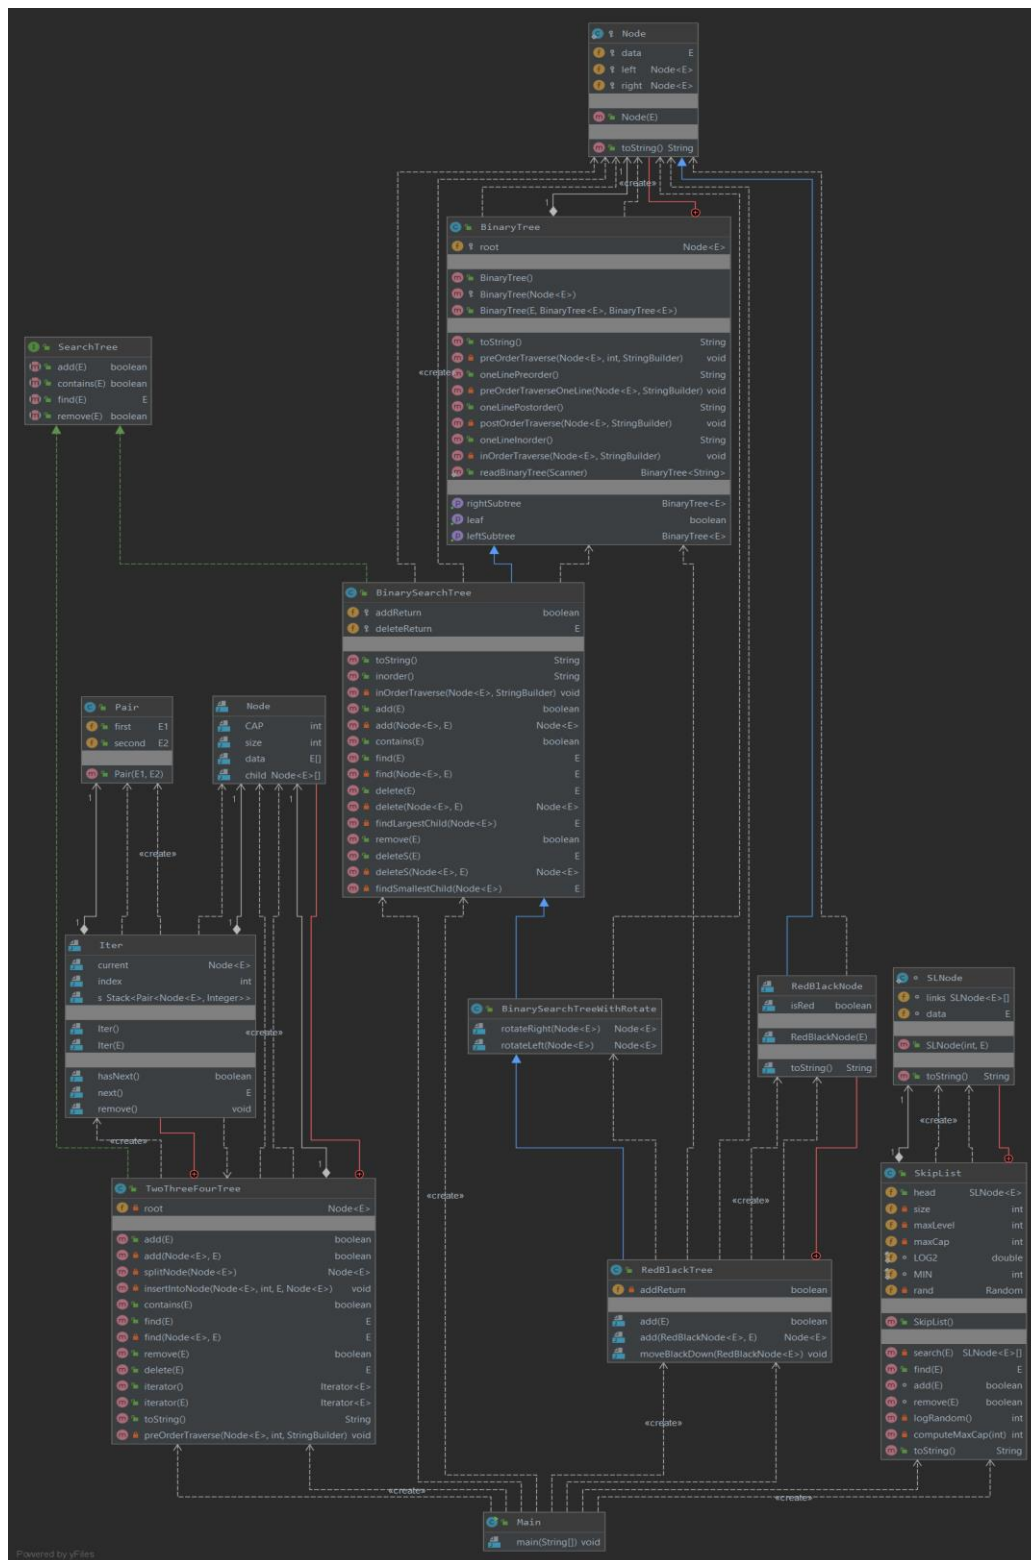 Node
data E
left Node<E>
right Node<E>
Node(E)
toString() String
1
«create»
1
BinaryTree
root Node<E>
BinaryTree()
BinaryTree(Node<E>)
BinaryTree(E, BinaryTree<E>, BinaryTree<E>)
toString() String
preOrderTraverse(Node<E>, int, StringBuilder) void
«create»
oneLinePreorder() String
preOrderTraverseOneLine(Node<E>, StringBuilder) void
oneLinePostorder() String
postOrderTraverse(Node<E>, StringBuilder) void
oneLineInorder() String
inOrderTraverse(Node<E>, StringBuilder) void
readBinaryTree(Scanner) BinaryTree<String>
rightSubtree BinaryTree<E>
leaf boolean
leftSubtree BinaryTree<E>
SearchTree
add(E) boolean
contains(E) boolean
find(E) E
remove(E) boolean
BinarySearchTree
addReturn boolean
deleteReturn E
toString() String
inorder() String
inOrderTraverse(Node<E>, StringBuilder) void
add(E) boolean
add(Node<E>, E) Node<E>
contains(E) boolean
find(E) E
find(Node<E>, E) E
delete(E) E
delete(Node<E>, E) Node<E>
findLargestChild(Node<E>) E
remove(E) boolean
deleteS(E) E
deleteS(Node<E>, E) Node<E>
findSmallestChild(Node<E>) E
Pair
first E1
second E2
Pair(E1, E2)
Node
CAP int
size int
data E[]
child Node<E>[]
1
1
1
«create»
1
1
Iter
current Node<E>
index int
s Stack<Pair<Node<E>, Integer>>
Iter()
Iter(E)
hasNext() boolean
next() E
remove() void
«create»
«create»
1
BinarySearchTreeWithRotate
rotateRight(Node<E>) Node<E>
rotateLeft(Node<E>) Node<E>
RedBlackNode
isRed boolean
RedBlackNode(E)
toString() String
SLNode
links SLNode<E>[]
data E
SLNode(int, E)
toString() String
1
«create»
1
TwoThreeFourTree
root Node<E>
add(E) boolean
add(Node<E>, E) boolean
splitNode(Node<E>) Node<E>
insertIntoNode(Node<E>, int, E, Node<E>) void
contains(E) boolean
find(E) E
find(Node<E>, E) E
remove(E) boolean
delete(E) E
iterator() Iterator<E>
iterator(E) Iterator<E>
toString() String
preOrderTraverse(Node<E>, int, StringBuilder) void
«create»
«create»
RedBlackTree
addReturn boolean
add(E) boolean
add(RedBlackNode<E>, E) Node<E>
moveBlackDown(RedBlackNode<E>) void
SkipList
head SLNode<E>
size int
maxLevel int
maxCap int
LOG2 double
MIN int
rand Random
SkipList()
search(E) SLNode<E>[]
find(E) E
add(E) boolean
remove(E) boolean
logRandom() int
computeMaxCap(int) int
toString() String
«create»
«create»
«create»
Main
main(String[]) void
Powered by yFiles